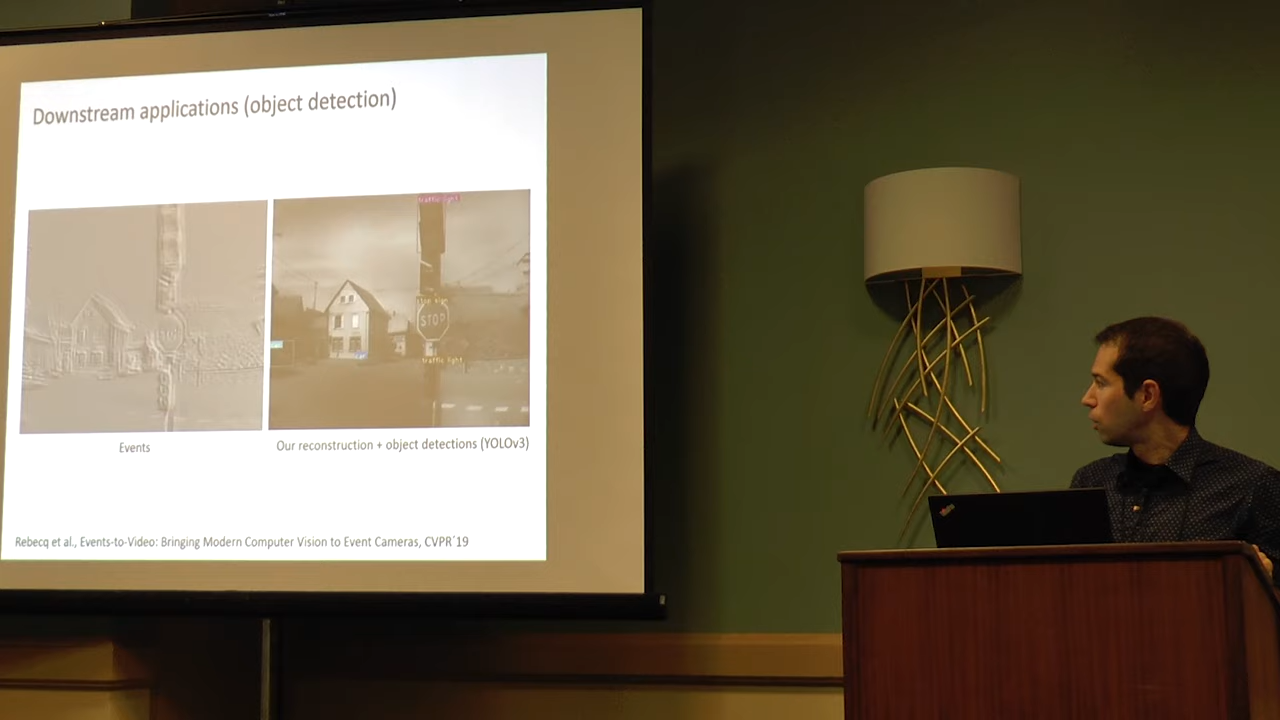 Downstream applications (object detection)
traffic light
stop sign
STOP
traffic light
Events
Our reconstruction + object detections (YOLOv3)
Rebecq et al., Events-to-Video: Bringing Modern Computer Vision to Event Cameras, CVPR´19